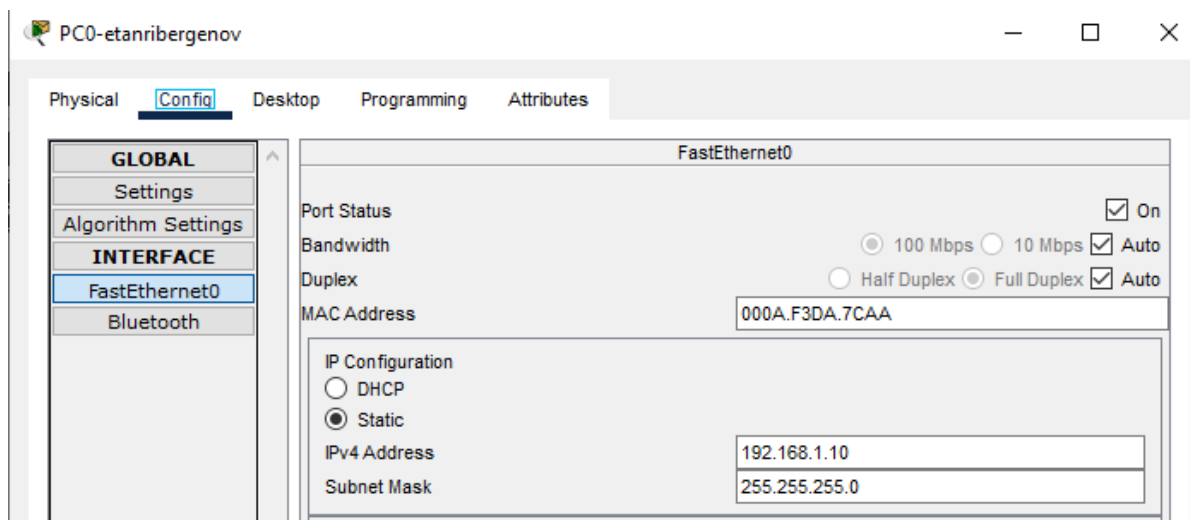 PC0-etanribergenov
Physical Config Desktop Programming Attributes
GLOBAL
Settings
Algorithm Settings
INTERFACE
FastEthernet0
Bluetooth
FastEthernet0
Port Status On
Bandwidth 100 Mbps 10 Mbps Auto
Duplex Half Duplex Full Duplex Auto
MAC Address 000A.F3DA.7CAA
IP Configuration
DHCP
Static
IPv4 Address 192.168.1.10
Subnet Mask 255.255.255.0